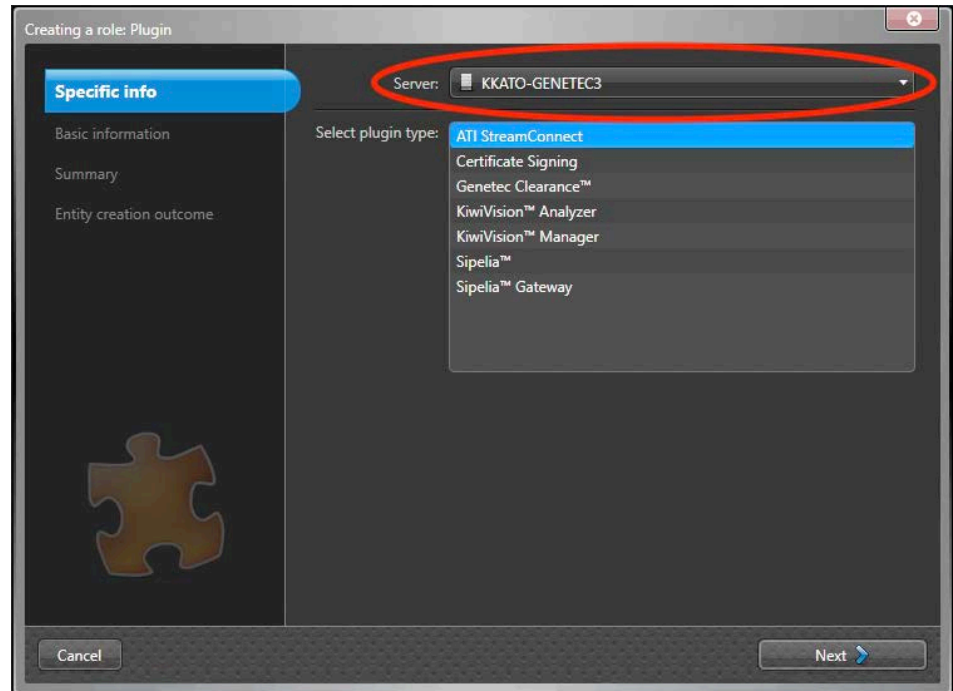 Creating a role: Plugin
Specific info
Basic information
Summary
Entity creation outcome
Server: KKATO-GENETEC3
Select plugin type:
ATI StreamConnect
Certificate Signing
Genetec Clearance™
KiwiVision™ Analyzer
KiwiVision™ Manager
Sipelia™
Sipelia™ Gateway
Cancel
Next